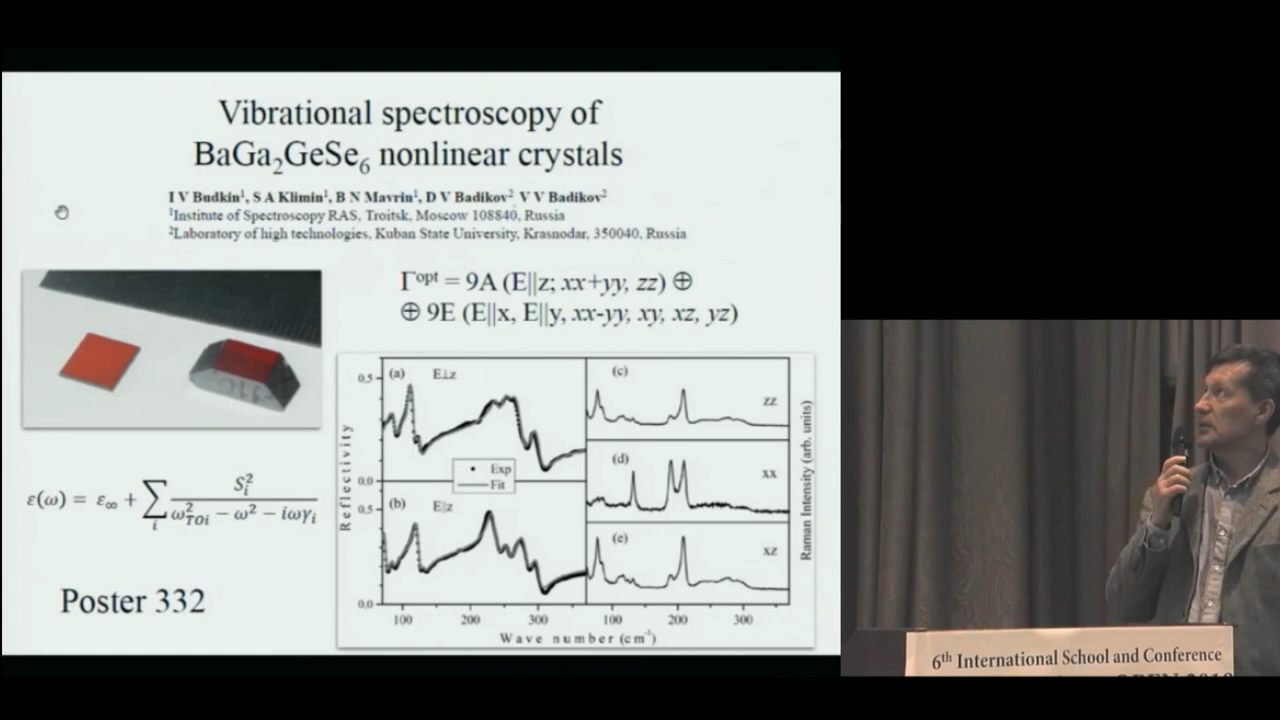 Vibrational spectroscopy of
BaGa₂GeSe₆ nonlinear crystals
I V Budkin¹, S A Klimin¹, B N Mavrin¹, D V Badikov², V V Badikov²
¹Institute of Spectroscopy RAS, Troitsk, Moscow 108840, Russia
²Laboratory of high technologies, Kuban State University, Krasnodar, 350040, Russia
Γᵒᵖᵗ = 9A (E||z; xx+yy, zz) ⊕
⊕ 9E (E||x, E||y, xx-yy, xy, xz, yz)
ε(ω) = ε∞ + ∑ᵢ Sᵢ² / (ω²TOi − ω² − iωγᵢ)
Poster 332
Reflectivity
0.5
(a) E⊥z
0,0
Exp
Fit
0.5
(b) E||z
0,0
(c) zz
(d) xx
(e) xz
Raman Intensity (arb. units)
100 200 300 100 200 300
Wave number (cm⁻¹)
6th International School and Conference